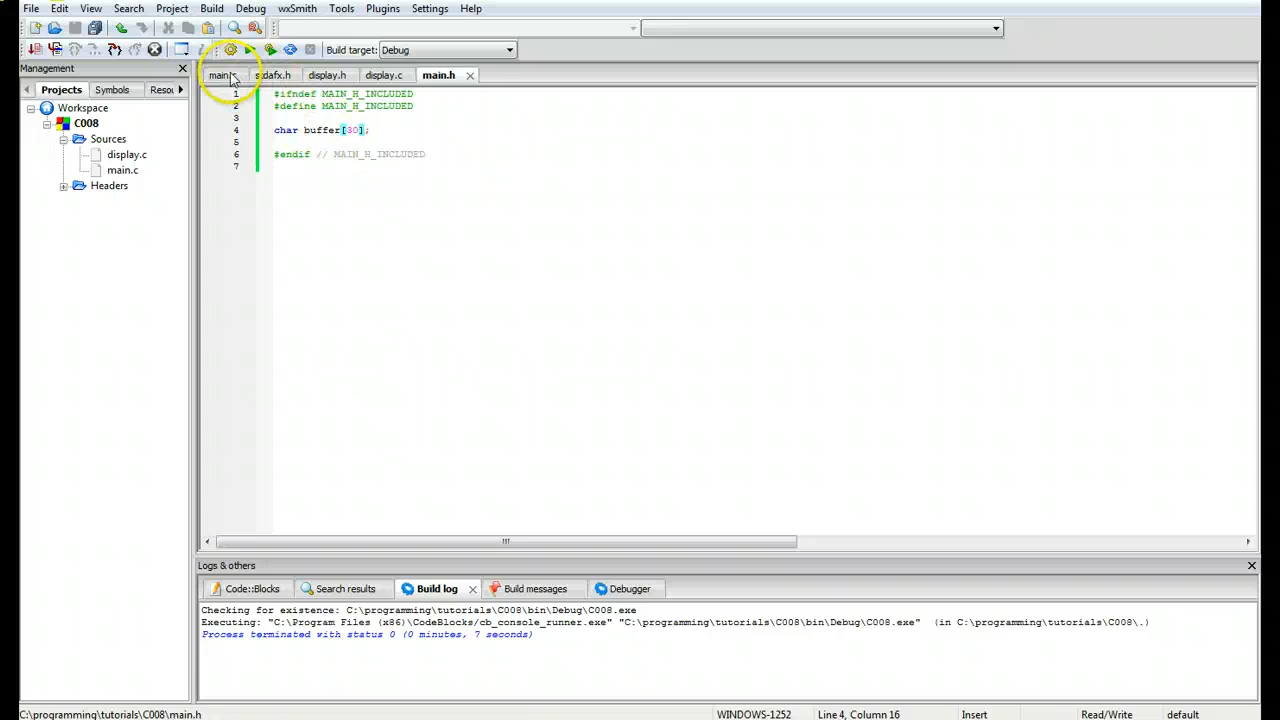 File Edit View Search Project Build Debug wxSmith Tools Plugins Settings Help
Build target: Debug
Management
Projects Symbols Resou
Workspace
C008
Sources
display.c
main.c
Headers
main.c stdafx.h display.h display.c main.h
1 #ifndef MAIN_H_INCLUDED
2 #define MAIN_H_INCLUDED
3
4 char buffer[30];
5
6 #endif // MAIN_H_INCLUDED
7
Logs & others
Code::Blocks Search results Build log Build messages Debugger
Checking for existence: C:\programming\tutorials\C008\bin\Debug\C008.exe
Executing: "C:\Program Files (x86)\CodeBlocks/cb_console_runner.exe" "C:\programming\tutorials\C008\bin\Debug\C008.exe" (in C:\programming\tutorials\C008\.)
Process terminated with status 0 (0 minutes, 7 seconds)
C:\programming\tutorials\C008\main.h WINDOWS-1252 Line 4, Column 16 Insert Read/Write default